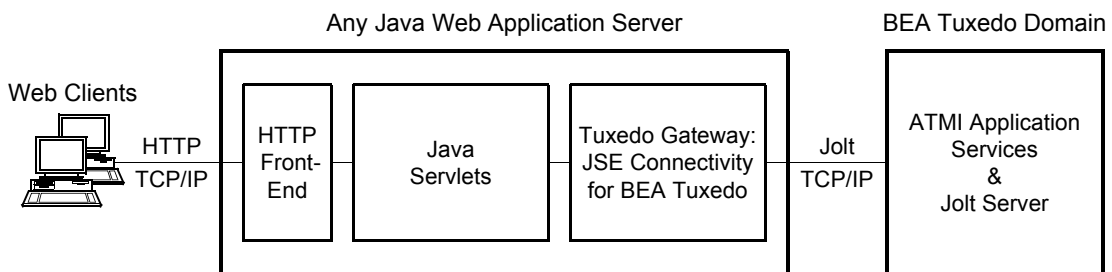 Any Java Web Application Server
BEA Tuxedo Domain
Web Clients
HTTP
TCP/IP
HTTP
Front-
End
Java
Servlets
Tuxedo Gateway:
JSE Connectivity
for BEA Tuxedo
Jolt
TCP/IP
ATMI Application
Services
&
Jolt Server